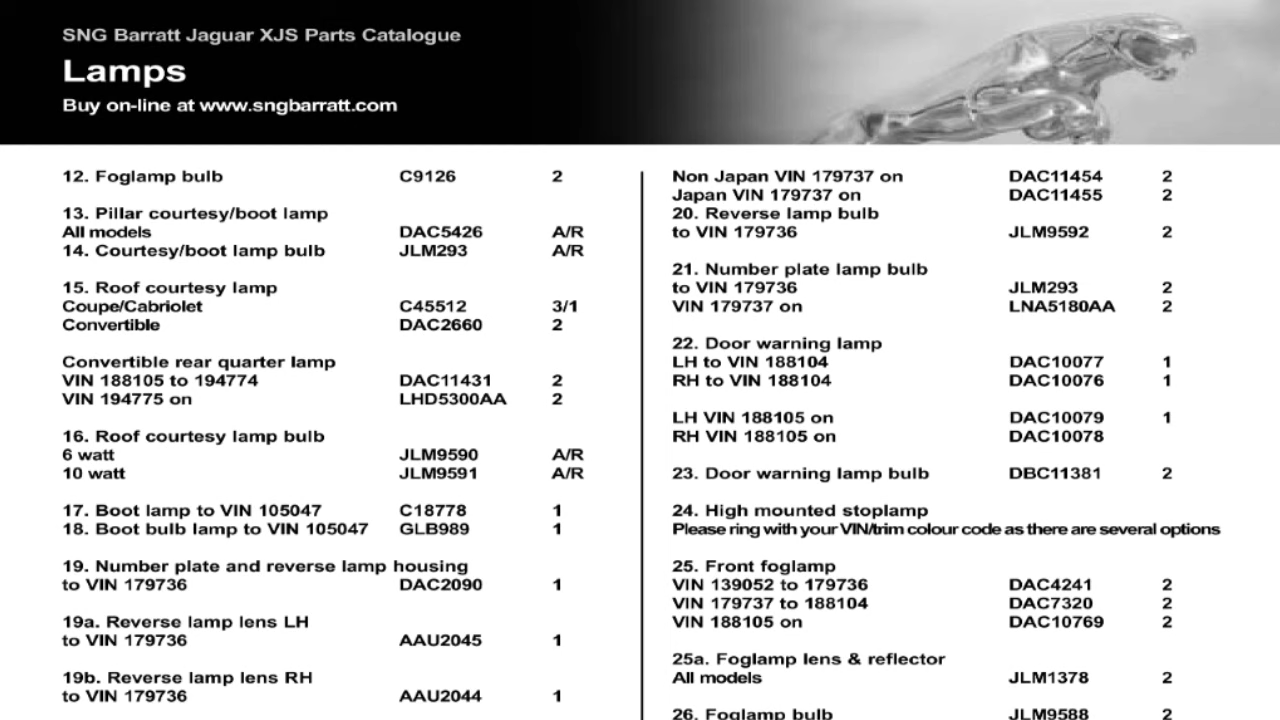 SNG Barratt Jaguar XJS Parts Catalogue
Lamps
Buy on-line at www.sngbarratt.com
12. Foglamp bulb C9126 2
13. Pillar courtesy/boot lamp
All models DAC5426 A/R
14. Courtesy/boot lamp bulb JLM293 A/R
15. Roof courtesy lamp
Coupe/Cabriolet C45512 3/1
Convertible DAC2660 2
Convertible rear quarter lamp
VIN 188105 to 194774 DAC11431 2
VIN 194775 on LHD5300AA 2
16. Roof courtesy lamp bulb
6 watt JLM9590 A/R
10 watt JLM9591 A/R
17. Boot lamp to VIN 105047 C18778 1
18. Boot bulb lamp to VIN 105047 GLB989 1
19. Number plate and reverse lamp housing
to VIN 179736 DAC2090 1
19a. Reverse lamp lens LH
to VIN 179736 AAU2045 1
19b. Reverse lamp lens RH
to VIN 179736 AAU2044 1
Non Japan VIN 179737 on DAC11454 2
Japan VIN 179737 on DAC11455 2
20. Reverse lamp bulb
to VIN 179736 JLM9592 2
21. Number plate lamp bulb
to VIN 179736 JLM293 2
VIN 179737 on LNA5180AA 2
22. Door warning lamp
LH to VIN 188104 DAC10077 1
RH to VIN 188104 DAC10076 1
LH VIN 188105 on DAC10079 1
RH VIN 188105 on DAC10078
23. Door warning lamp bulb DBC11381 2
24. High mounted stoplamp
Please ring with your VIN/trim colour code as there are several options
25. Front foglamp
VIN 139052 to 179736 DAC4241 2
VIN 179737 to 188104 DAC7320 2
VIN 188105 on DAC10769 2
25a. Foglamp lens & reflector
All models JLM1378 2
26. Foglamp bulb JLM9588 2